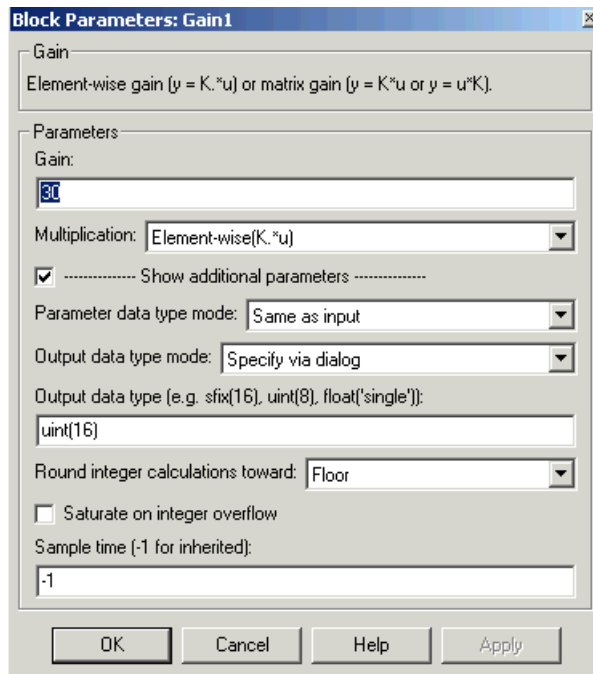 Block Parameters: Gain1
Gain
Element-wise gain (y = K.*u) or matrix gain (y = K*u or y = u*K).
Parameters
Gain:
30
Multiplication: Element-wise(K.*u)
-------------- Show additional parameters --------------
Parameter data type mode: Same as input
Output data type mode: Specify via dialog
Output data type (e.g. sfix(16), uint(8), float('single')):
uint(16)
Round integer calculations toward: Floor
Saturate on integer overflow
Sample time (-1 for inherited):
-1
OK Cancel Help Apply